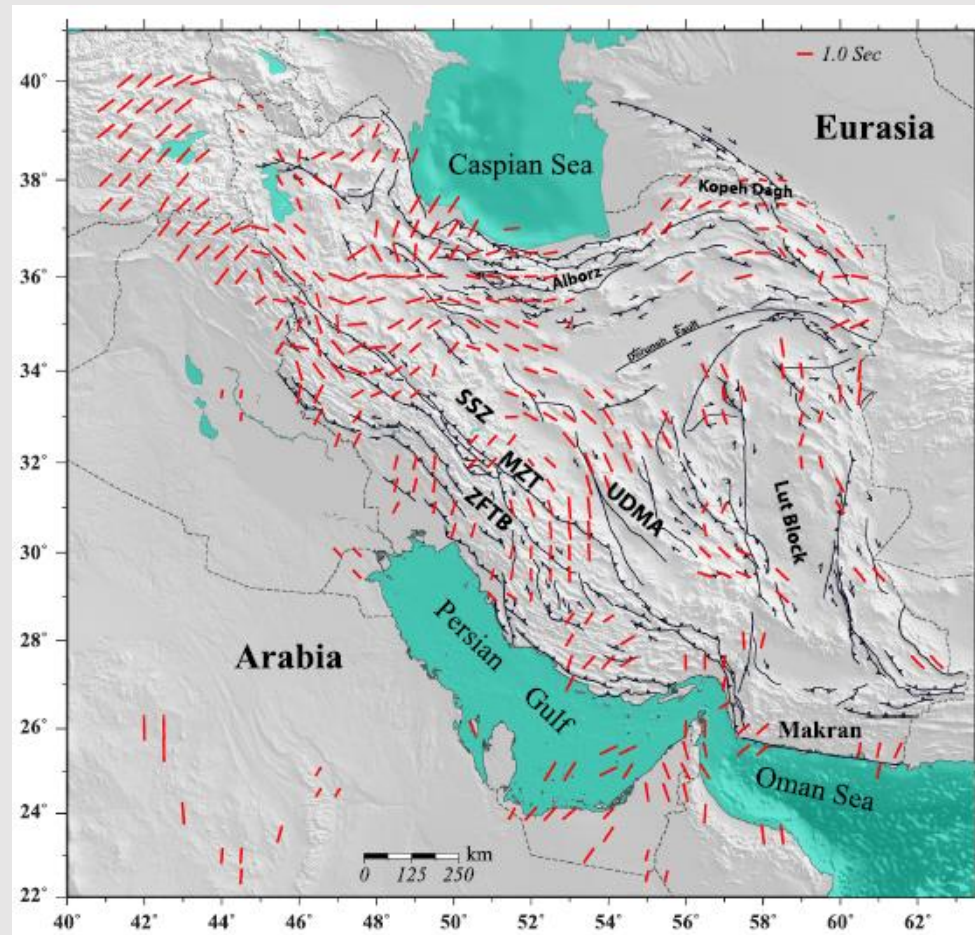 1.0 Sec
40°
Eurasia
Caspian Sea
38°
Kopeh Dagh
36°
Alborz
Doruneh Fault
34°
SSZ
32°
MZT
UDMA
ZFTB
Lut Block
30°
28°
Persian
Gulf
Arabia
26°
Makran
Oman Sea
24°
km
0 125 250
22°
40° 42° 44° 46° 48° 50° 52° 54° 56° 58° 60° 62°